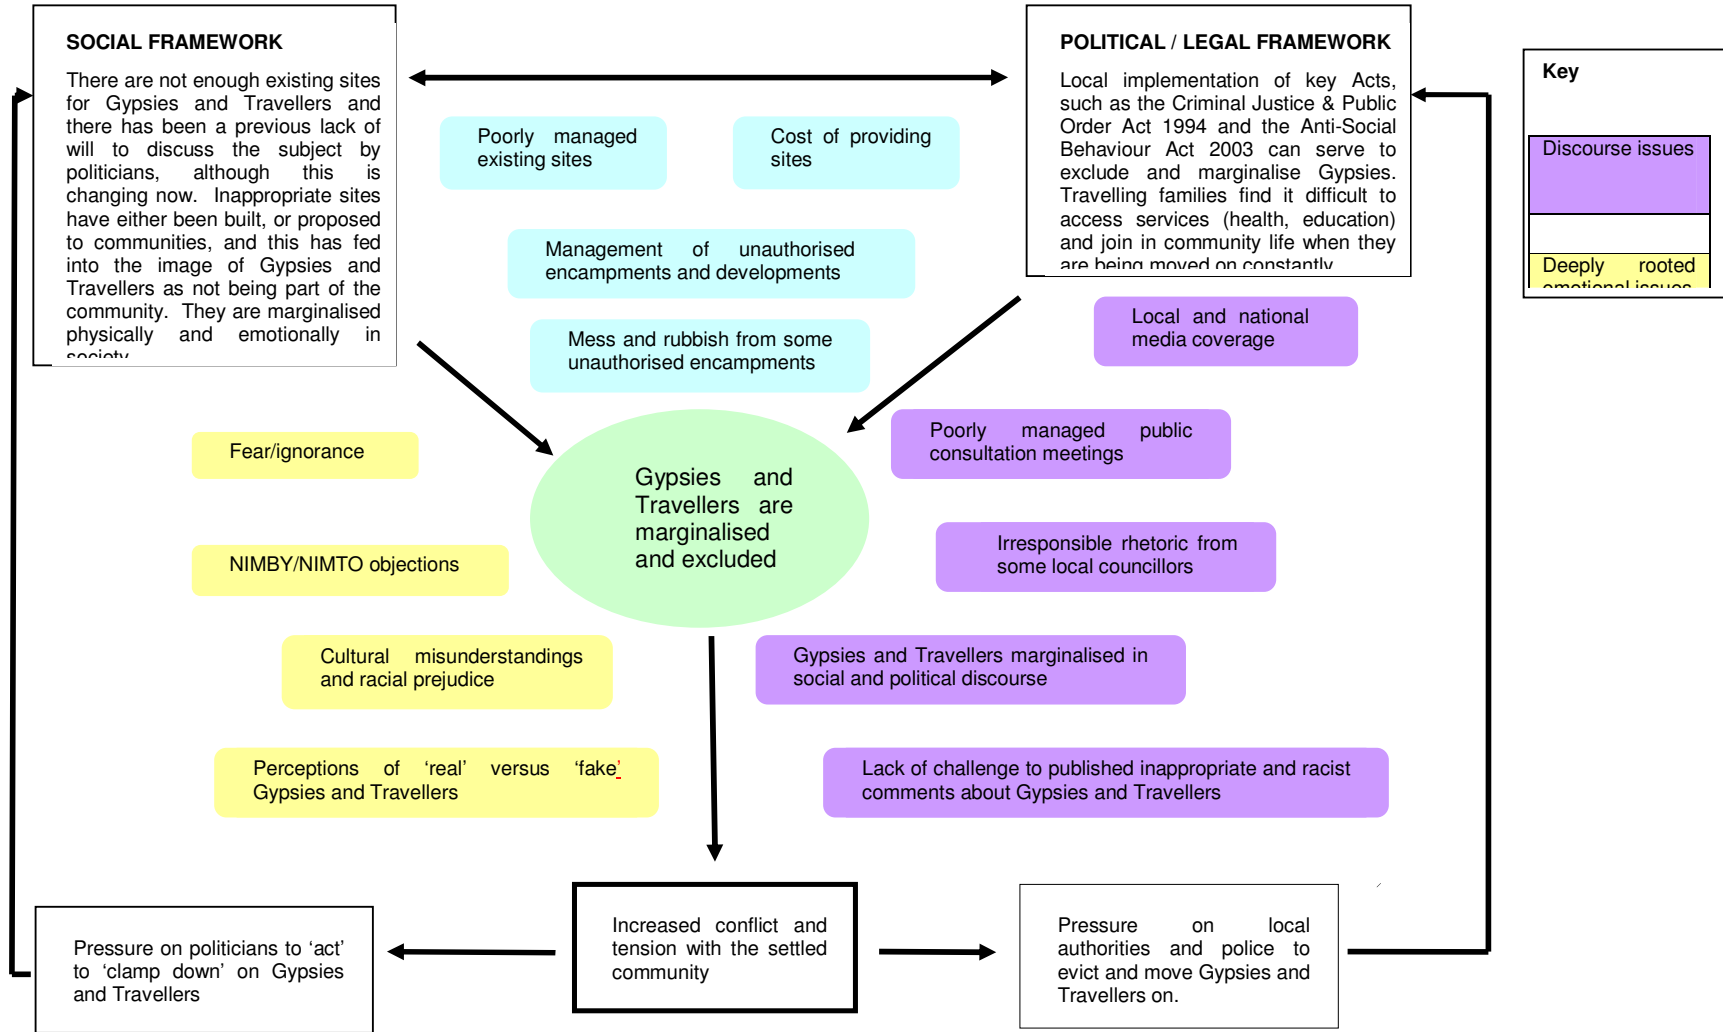 SOCIAL FRAMEWORK
There are not enough existing sites
for Gypsies and Travellers and
there has been a previous lack of
will to discuss the subject by
politicians, although this is
changing now. Inappropriate sites
have either been built, or proposed
to communities, and this has fed
into the image of Gypsies and
Travellers as not being part of the
community. They are marginalised
physically and emotionally in
society
POLITICAL / LEGAL FRAMEWORK
Local implementation of key Acts,
such as the Criminal Justice & Public
Order Act 1994 and the Anti-Social
Behaviour Act 2003 can serve to
exclude and marginalise Gypsies.
Travelling families find it difficult to
access services (health, education)
and join in community life when they
are being moved on constantly
Key
Discourse issues
Deeply rooted
emotional issues
Poorly managed
existing sites
Cost of providing
sites
Management of unauthorised
encampments and developments
Mess and rubbish from some
unauthorised encampments
Local and national
media coverage
Poorly managed public
consultation meetings
Fear/ignorance
Gypsies and
Travellers are
marginalised
and excluded
Irresponsible rhetoric from
some local councillors
NIMBY/NIMTO objections
Cultural misunderstandings
and racial prejudice
Gypsies and Travellers marginalised in
social and political discourse
Perceptions of ‘real’ versus ‘fake’
Gypsies and Travellers
Lack of challenge to published inappropriate and racist
comments about Gypsies and Travellers
Pressure on politicians to ‘act’
to ‘clamp down’ on Gypsies
and Travellers
Increased conflict and
tension with the settled
community
Pressure on local
authorities and police to
evict and move Gypsies and
Travellers on.